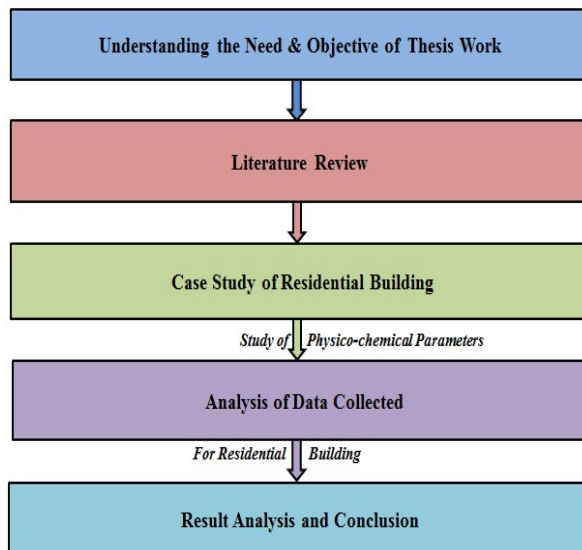 Understanding the Need & Objective of Thesis Work
Literature Review
Case Study of Residential Building
Study of Physico-chemical Parameters
Analysis of Data Collected
For Residential Building
Result Analysis and Conclusion